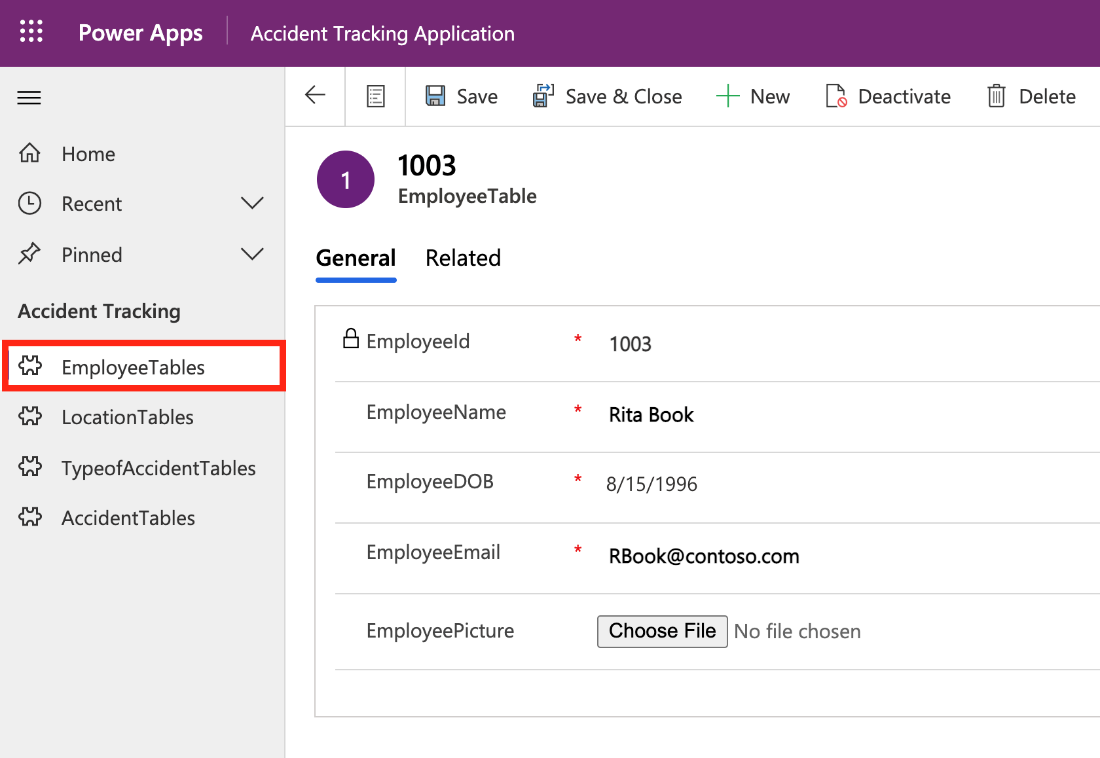 Power Apps Accident Tracking Application
Save Save & Close New Deactivate Delete
Home
Recent
Pinned
Accident Tracking
EmployeeTables
LocationTables
TypeofAccidentTables
AccidentTables
1 1003
EmployeeTable
General Related
EmployeeId * 1003
EmployeeName * Rita Book
EmployeeDOB * 8/15/1996
EmployeeEmail * RBook@contoso.com
EmployeePicture Choose File No file chosen